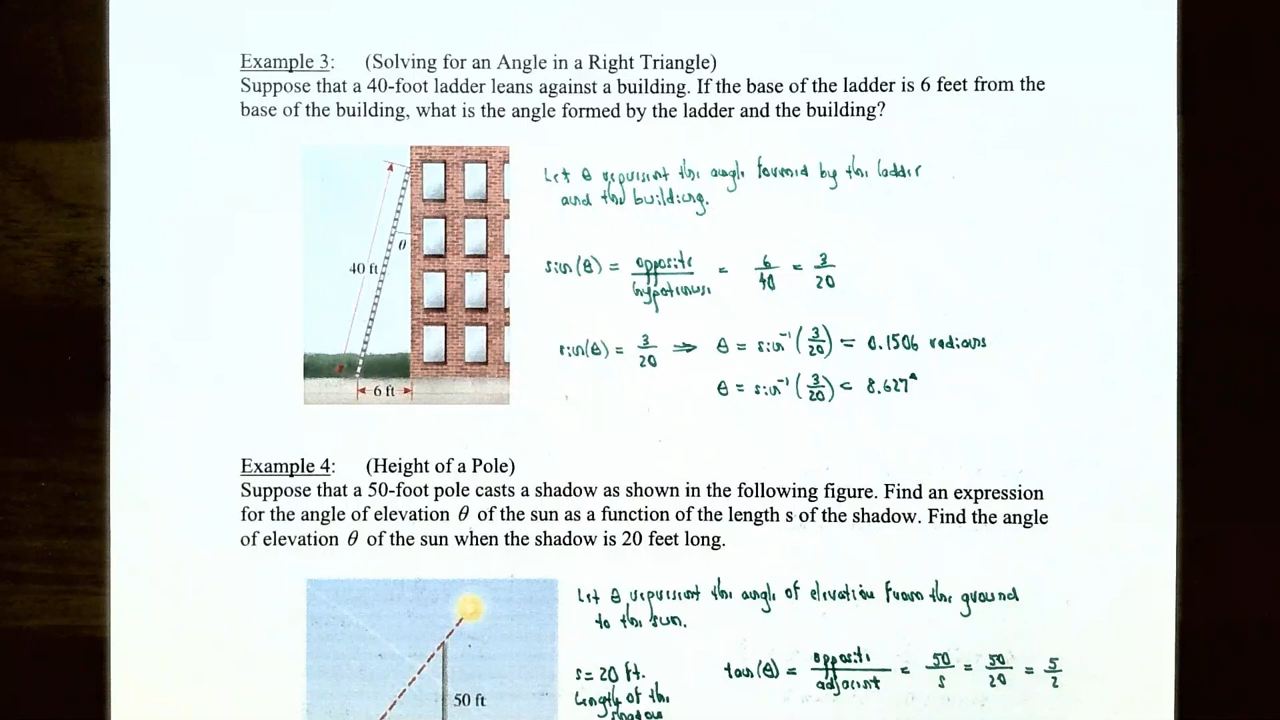 Example 3: (Solving for an Angle in a Right Triangle)
Suppose that a 40-foot ladder leans against a building. If the base of the ladder is 6 feet from the
base of the building, what is the angle formed by the ladder and the building?
Let θ represent the angle formed by the ladder
and the building.
θ
40 ft
6 ft
sin(θ) = opposite/hypotenuse = 6/40 = 3/20
sin(θ) = 3/20 ⇒ θ = sin⁻¹(3/20) = 0.1506 radians
θ = sin⁻¹(3/20) = 8.627°
Example 4: (Height of a Pole)
Suppose that a 50-foot pole casts a shadow as shown in the following figure. Find an expression
for the angle of elevation θ of the sun as a function of the length s of the shadow. Find the angle
of elevation θ of the sun when the shadow is 20 feet long.
Let θ represent the angle of elevation from the ground
to the sun.
50 ft
s = 20 ft.
length of the
shadow
tan(θ) = opposite/adjacent = 50/s = 50/20 = 5/2